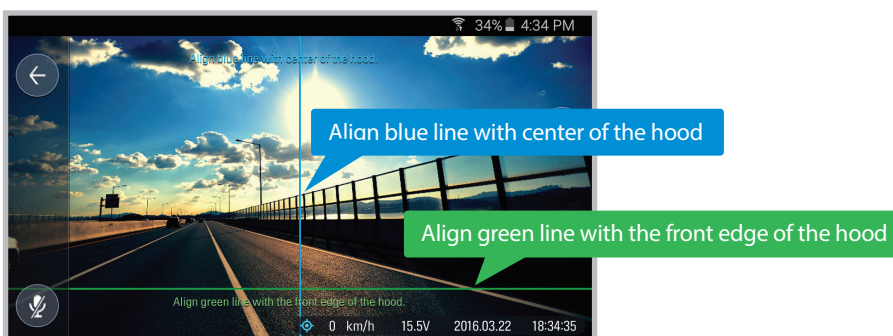 34% 4:34 PM
Align blue line with center of the hood.
Align blue line with center of the hood
Align green line with the front edge of the hood
Align green line with the front edge of the hood.
0 km/h 15.5V 2016.03.22 18:34:35